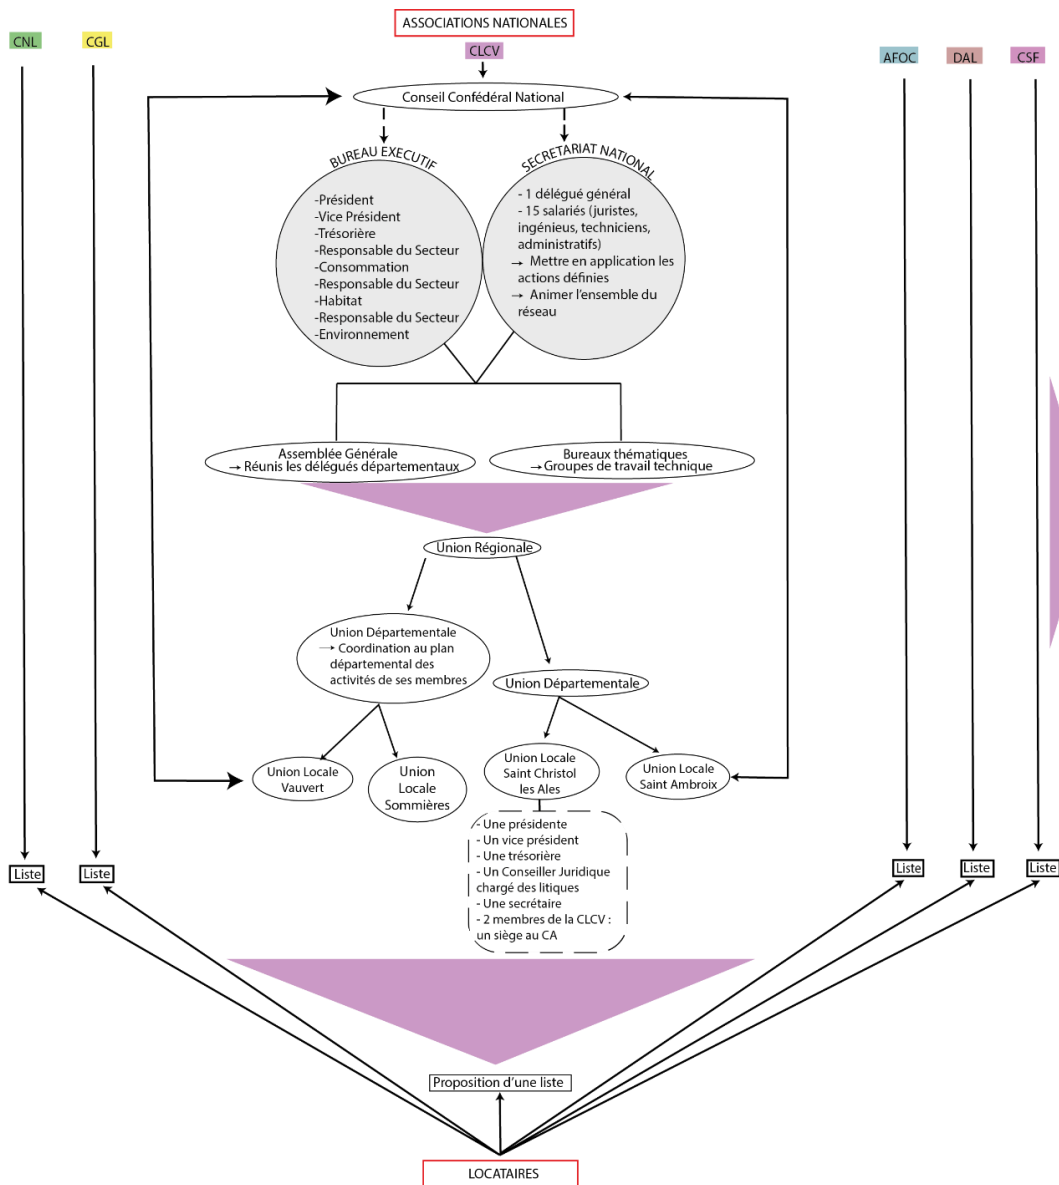 ASSOCIATIONS NATIONALES
CNL
CGL
CLCV
AFOC
DAL
CSF
Conseil Confédéral National
BUREAU EXECUTIF
-Président
-Vice Président
-Trésorière
-Responsable du Secteur
-Consommation
-Responsable du Secteur
-Habitat
-Responsable du Secteur
-Environnement
SECRETARIAT NATIONAL
- 1 délégué général
- 15 salariés (juristes,
ingénieus, techniciens,
administratifs)
→ Mettre en application les
actions définies
→ Animer l'ensemble du
réseau
Assemblée Générale
→ Réunis les délégués départementaux
Bureaux thématiques
→ Groupes de travail technique
Union Régionale
Union Départementale
→ Coordination au plan
départemental des
activités de ses membres
Union Départementale
Union Locale
Vauvert
Union
Locale
Sommières
Union Locale
Saint Christol
les Ales
Union Locale
Saint Ambroix
- Une présidente
- Un vice président
- Une trésorière
- Un Conseiller Juridique
chargé des litiques
- Une secrétaire
- 2 membres de la CLCV :
un siège au CA
Liste
Liste
Liste
Liste
Liste
Proposition d'une liste
LOCATAIRES